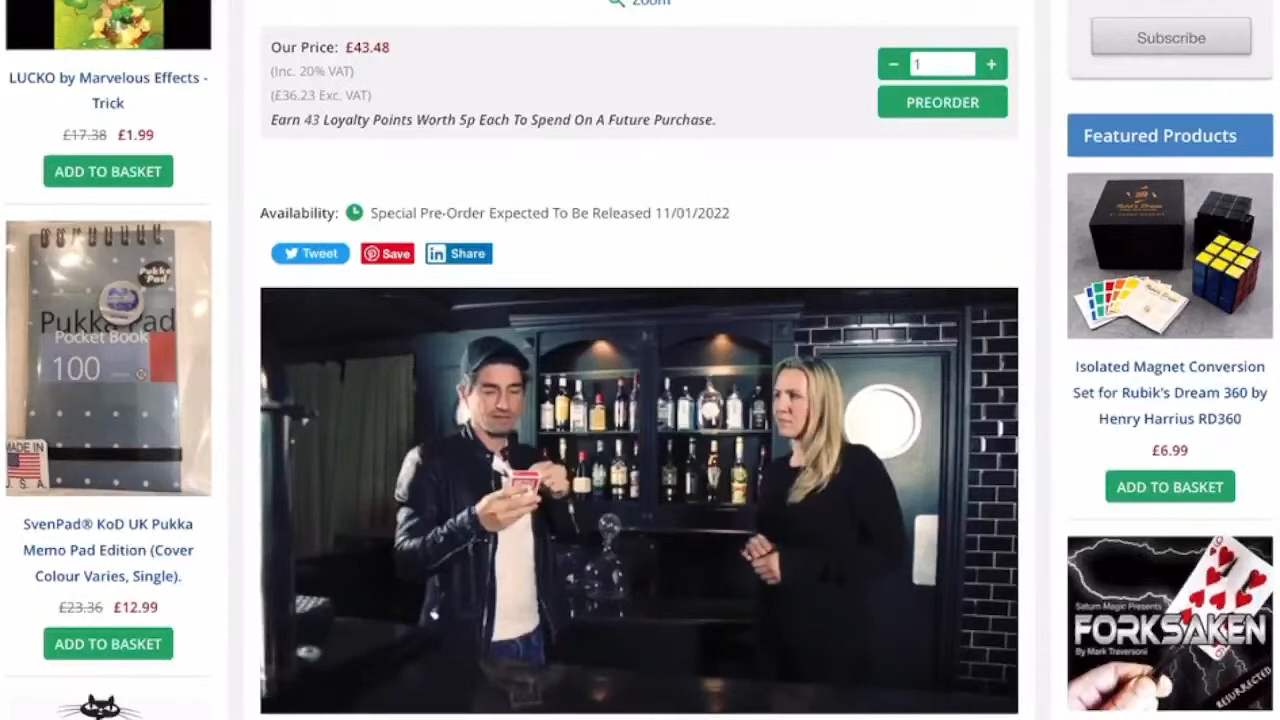 Zoom
LUCKO by Marvelous Effects -
Trick
£17.38 £1.99
ADD TO BASKET
Pukka
Pad
Pukka Pad
Pocket Book
100
MADE IN
U. S. A.
SvenPad® KoD UK Pukka
Memo Pad Edition (Cover
Colour Varies, Single).
£23.36 £12.99
ADD TO BASKET
Our Price: £43.48
(Inc. 20% VAT)
(£36.23 Exc. VAT)
Earn 43 Loyalty Points Worth 5p Each To Spend On A Future Purchase.
− 1 +
PREORDER
Availability: Special Pre-Order Expected To Be Released 11/01/2022
Tweet
Save
Share
Subscribe
Featured Products
Rubik's Dream
Isolated Magnet Conversion
Set for Rubik's Dream 360 by
Henry Harrius RD360
£6.99
ADD TO BASKET
Saturn Magic Presents
FORKSAKEN
By Mark Traversoni
RESURRECTED